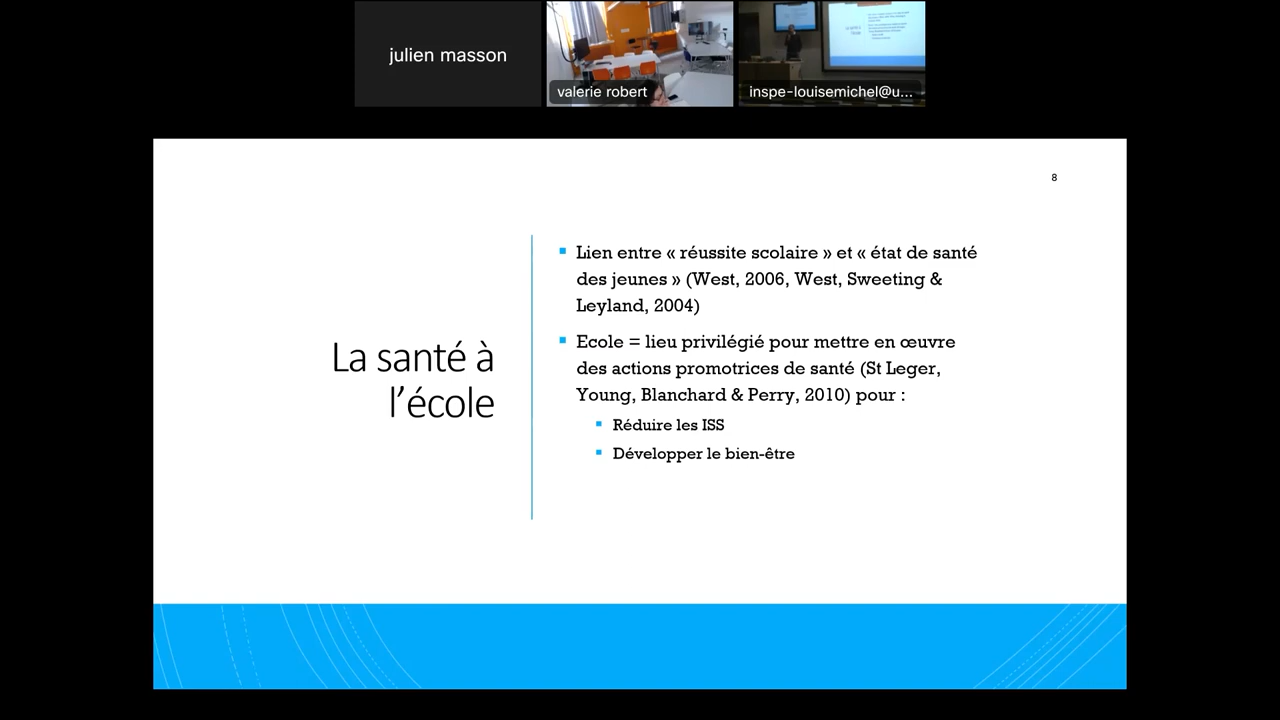 julien masson
valerie robert
inspe-louisemichel@u...
8
La santé à
l'école
Lien entre « réussite scolaire » et « état de santé
des jeunes » (West, 2006, West, Sweeting &
Leyland, 2004)
Ecole = lieu privilégié pour mettre en œuvre
des actions promotrices de santé (St Leger,
Young, Blanchard & Perry, 2010) pour :
Réduire les ISS
Développer le bien-être